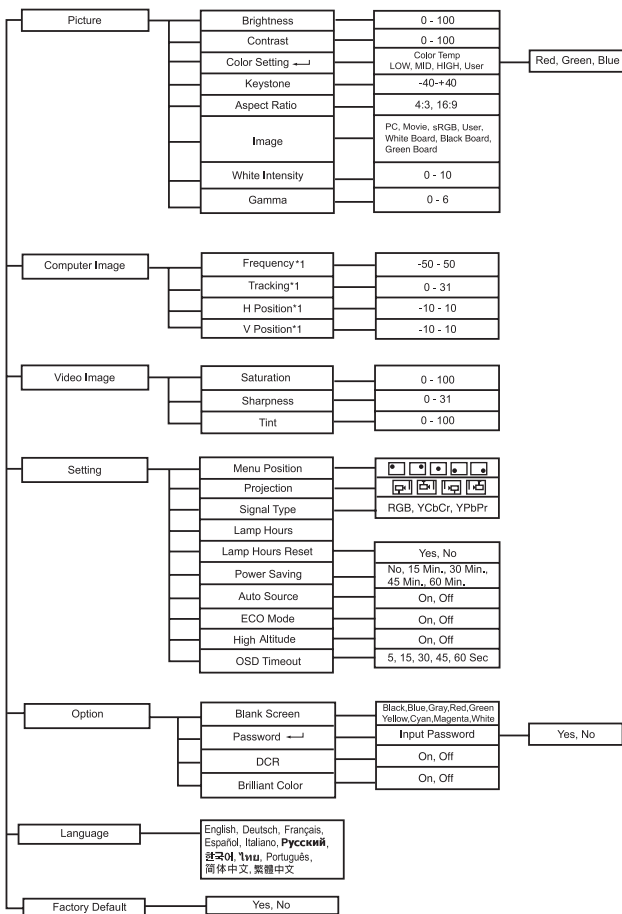 Picture
Brightness
0 - 100
Contrast
0 - 100
Color Setting ↵
Color Temp
LOW, MID, HIGH, User
Red, Green, Blue
Keystone
-40-+40
Aspect Ratio
4:3, 16:9
Image
PC, Movie, sRGB, User,
White Board, Black Board,
Green Board
White Intensity
0 - 10
Gamma
0 - 6
Computer Image
Frequency*1
-50 - 50
Tracking*1
0 - 31
H Position*1
-10 - 10
V Position*1
-10 - 10
Video Image
Saturation
0 - 100
Sharpness
0 - 31
Tint
0 - 100
Setting
Menu Position
Projection
Signal Type
RGB, YCbCr, YPbPr
Lamp Hours
Lamp Hours Reset
Yes, No
Power Saving
No, 15 Min., 30 Min.,
45 Min., 60 Min.
Auto Source
On, Off
ECO Mode
On, Off
High Altitude
On, Off
OSD Timeout
5, 15, 30, 45, 60 Sec
Option
Blank Screen
Black,Blue,Gray,Red,Green
Yellow,Cyan,Magenta,White
Password ↵
Input Password
Yes, No
DCR
On, Off
Brilliant Color
On, Off
Language
English, Deutsch, Français,
Español, Italiano, Русский,
한국어, ไทย, Português,
简体中文, 繁體中文
Factory Default
Yes, No